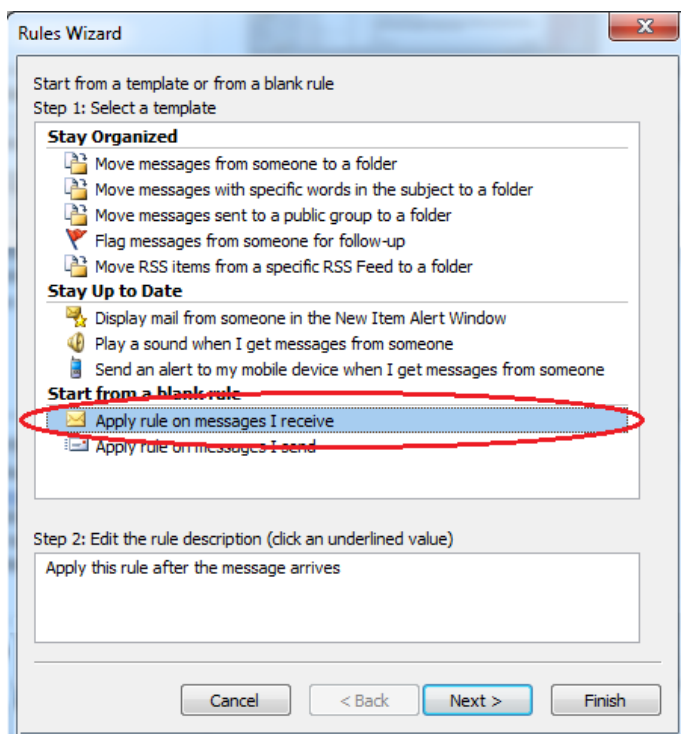 Rules Wizard
Start from a template or from a blank rule
Step 1: Select a template
Stay Organized
Move messages from someone to a folder
Move messages with specific words in the subject to a folder
Move messages sent to a public group to a folder
Flag messages from someone for follow-up
Move RSS items from a specific RSS Feed to a folder
Stay Up to Date
Display mail from someone in the New Item Alert Window
Play a sound when I get messages from someone
Send an alert to my mobile device when I get messages from someone
Start from a blank rule
Apply rule on messages I receive
Apply rule on messages I send
Step 2: Edit the rule description (click an underlined value)
Apply this rule after the message arrives
Cancel < Back Next > Finish